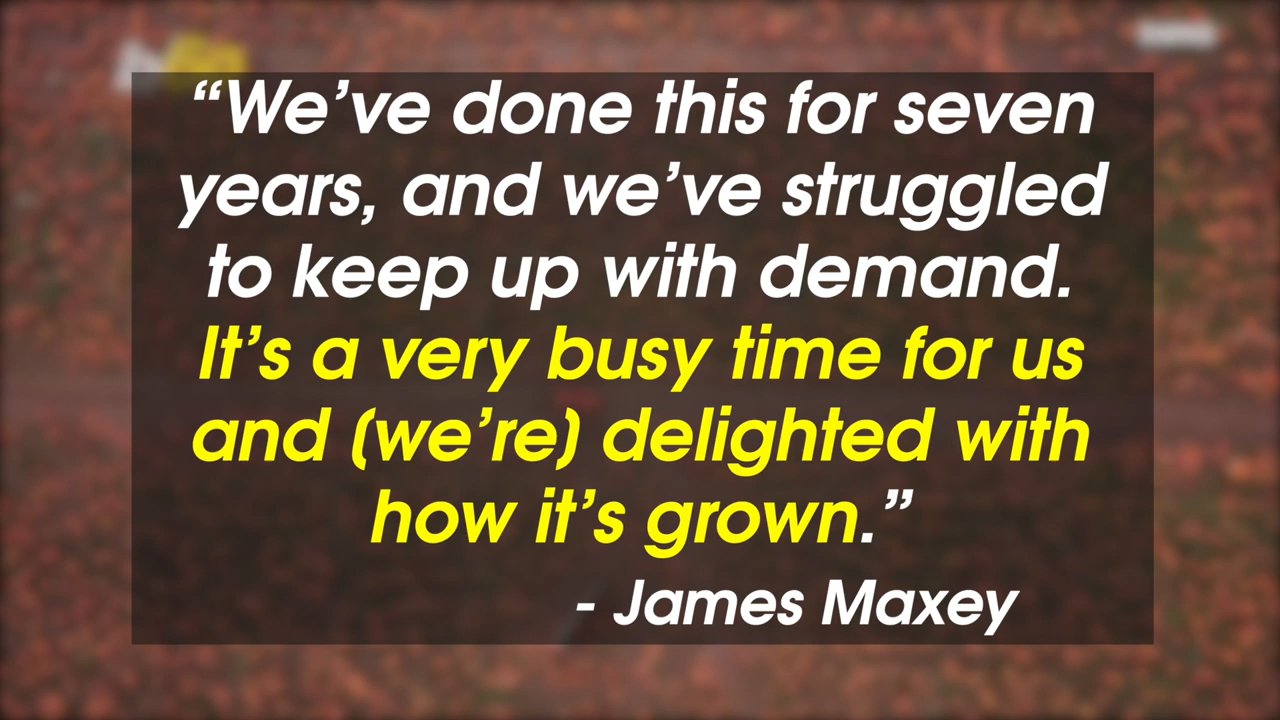 “We’ve done this for seven
years, and we’ve struggled
to keep up with demand.
It’s a very busy time for us
and (we’re) delighted with
how it’s grown.”
- James Maxey